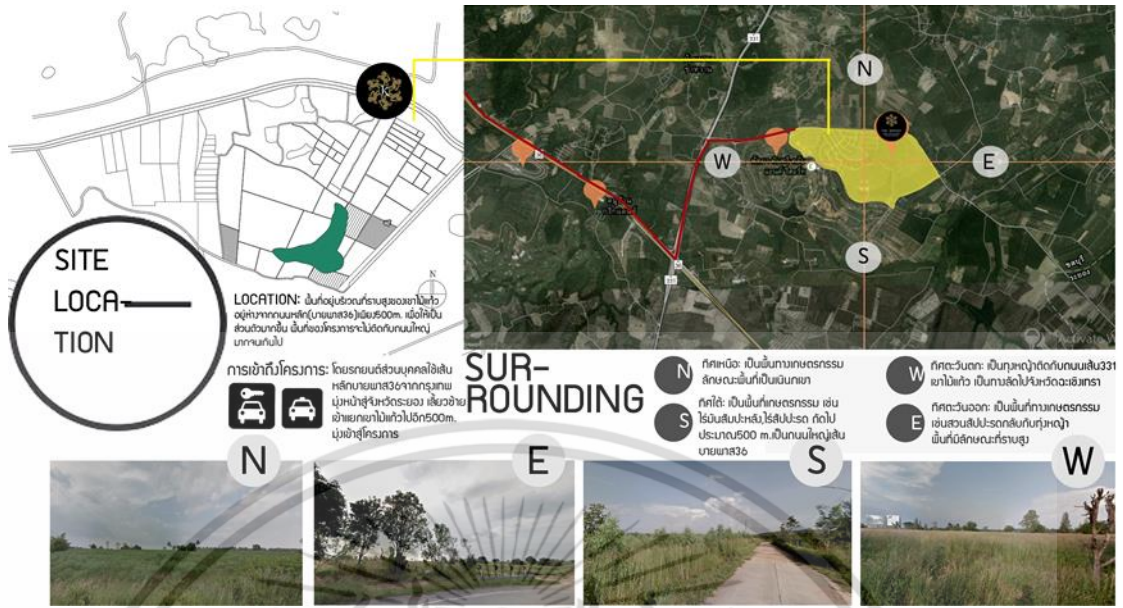 SITE
LOCA-
TION
LOCATION: พื้นที่อยู่บริเวณที่ราบสูงของเขาไม้แก้ว
อยู่ห่างจากถนนหลัก(บายพาส36)เพียง500m. เพื่อให้เป็น
ส่วนตัวมากขึ้น พื้นที่ของโครงการจะไม่ติดกับถนนใหญ่
มากจนเกินไป
การเข้าถึงโครงการ: โดยรถยนต์ส่วนบุคคลใช้เส้น
หลักบายพาส36จากกรุงเทพ
มุ่งหน้าสู่จังหวัดระยอง เลี้ยวซ้าย
เข้าแยกเขาไม้แก้วไปอีก500m.
มุ่งเข้าสู่โครงการ
N
331
N
W
E
S
36
331
ชลบุรี
ระยอง
SUR-
ROUNDING
N
ทิศเหนือ: เป็นพื้นทางเกษตรกรรม
ลักษณะพื้นที่เป็นเนินเขา
S
ทิศใต้: เป็นพื้นที่เกษตรกรรม เช่น
ไร่มันสัมปะหลัง,ไร่สัปปะรด ถัดไป
ประมาณ500 m.เป็นถนนใหญ่เส้น
บายพาส36
W
ทิศตะวันตก: เป็นทุ่งหญ้าติดกับถนนเส้น331
เขาไม้แก้ว เป็นทางลัดไปจังหวัดฉะเชิงเทรา
E
ทิศตะวันออก: เป็นพื้นที่ทางเกษตรกรรม
เช่นสวนสัปปะรดกลับกับทุ่งหญ้า
พื้นที่มีลักษณะที่ราบสูง
N
E
S
W